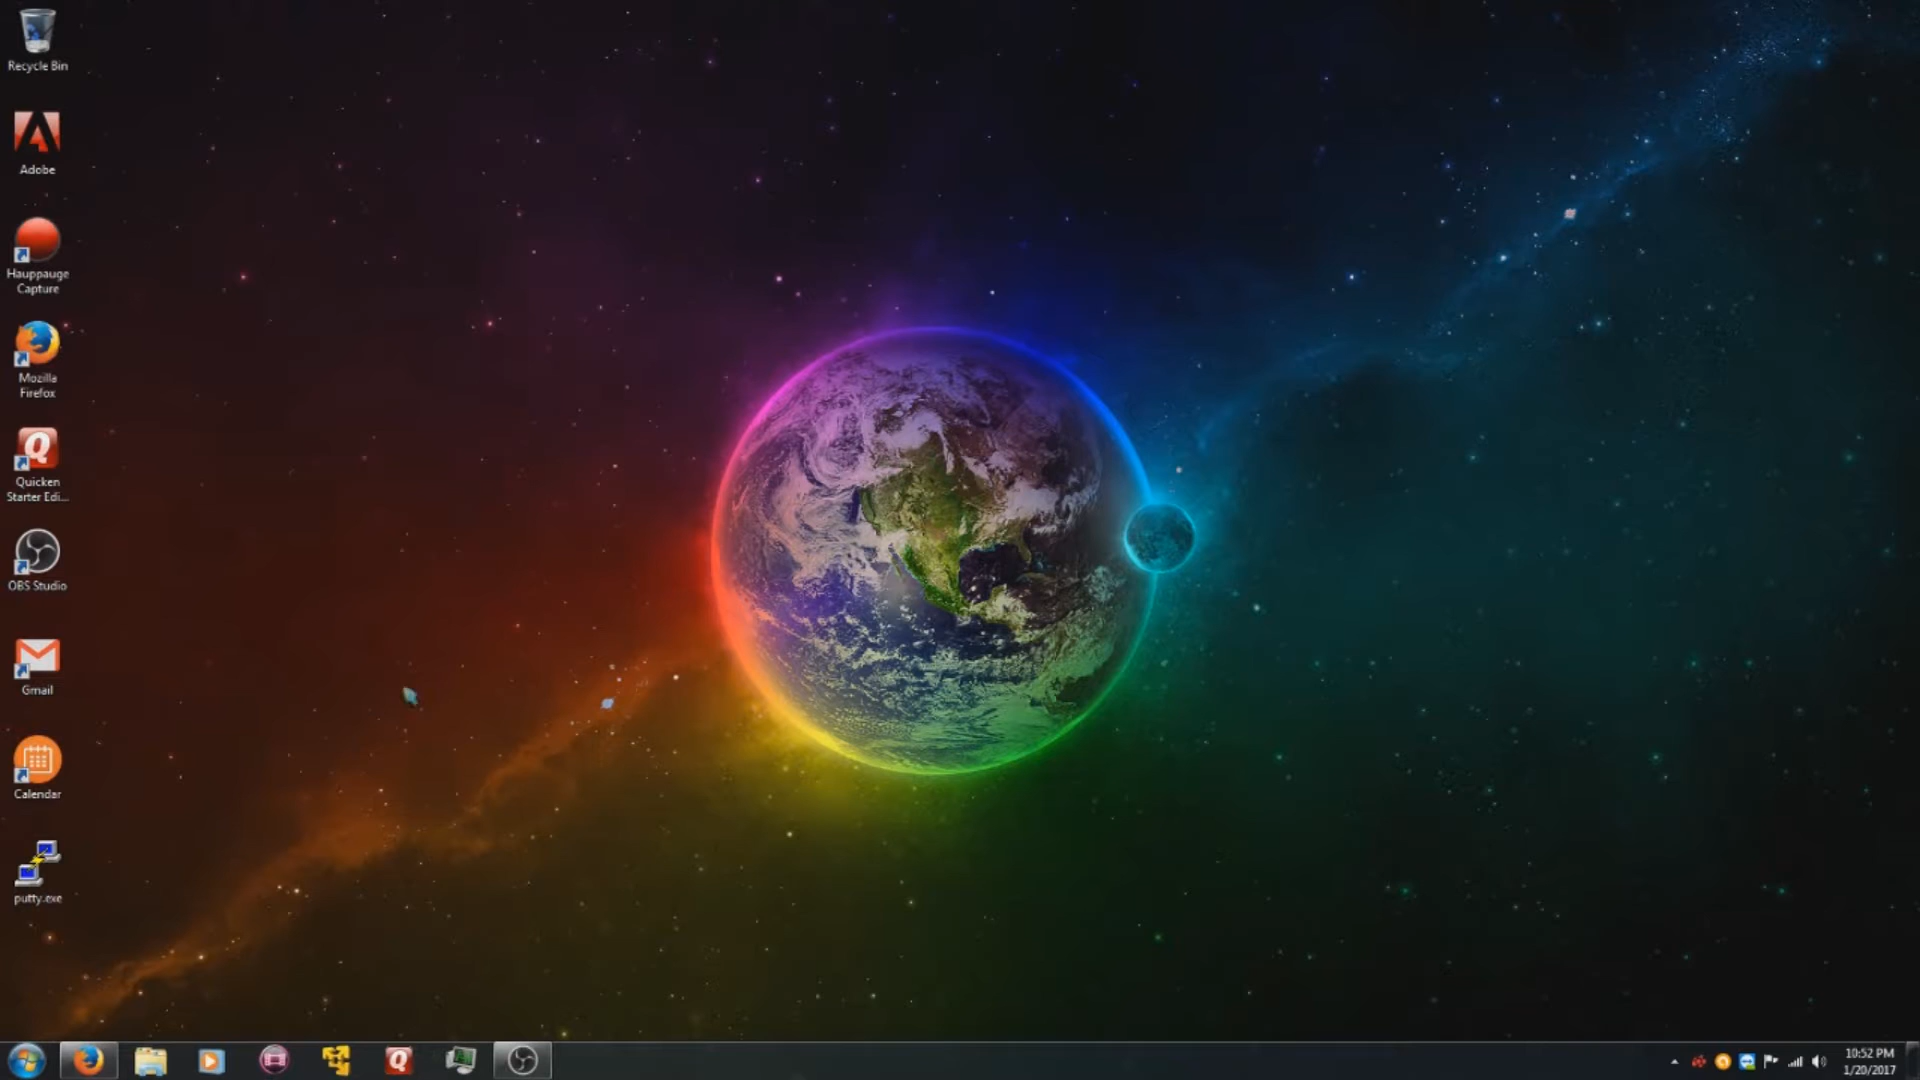 Recycle Bin
Adobe
Hauppauge
Capture
Mozilla
Firefox
Quicken
Starter Edi...
OBS Studio
Gmail
Calendar
putty.exe
10:52 PM
1/20/2017